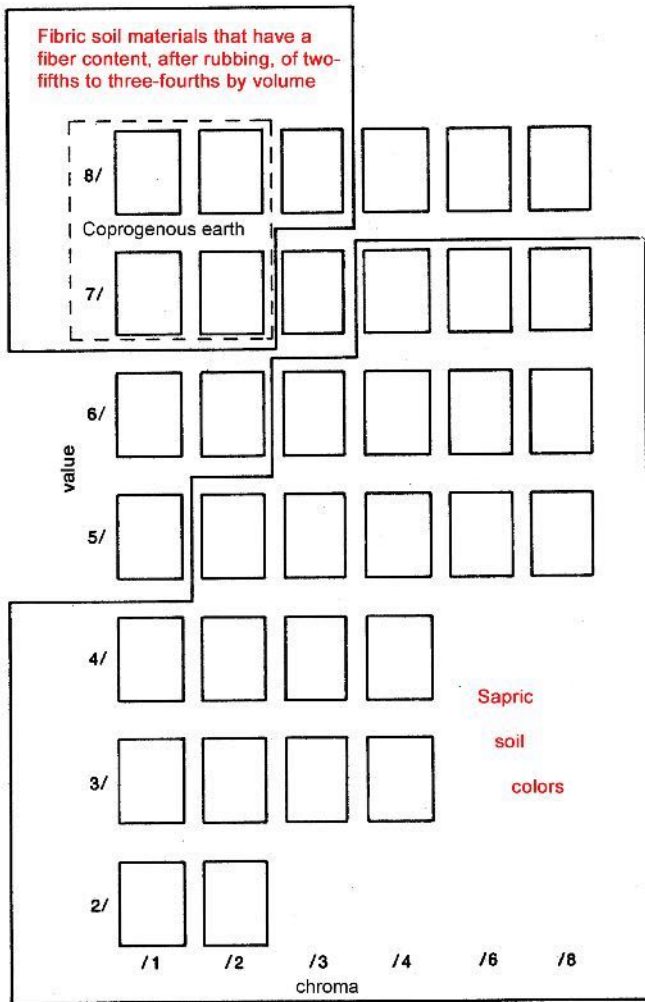 Fibric soil materials that have a
fiber content, after rubbing, of two-
fifths to three-fourths by volume
8/
Coprogenous earth
7/
6/
value
5/
4/
Sapric
soil
3/
colors
2/
/1 /2 /3 /4 /6 /8
chroma